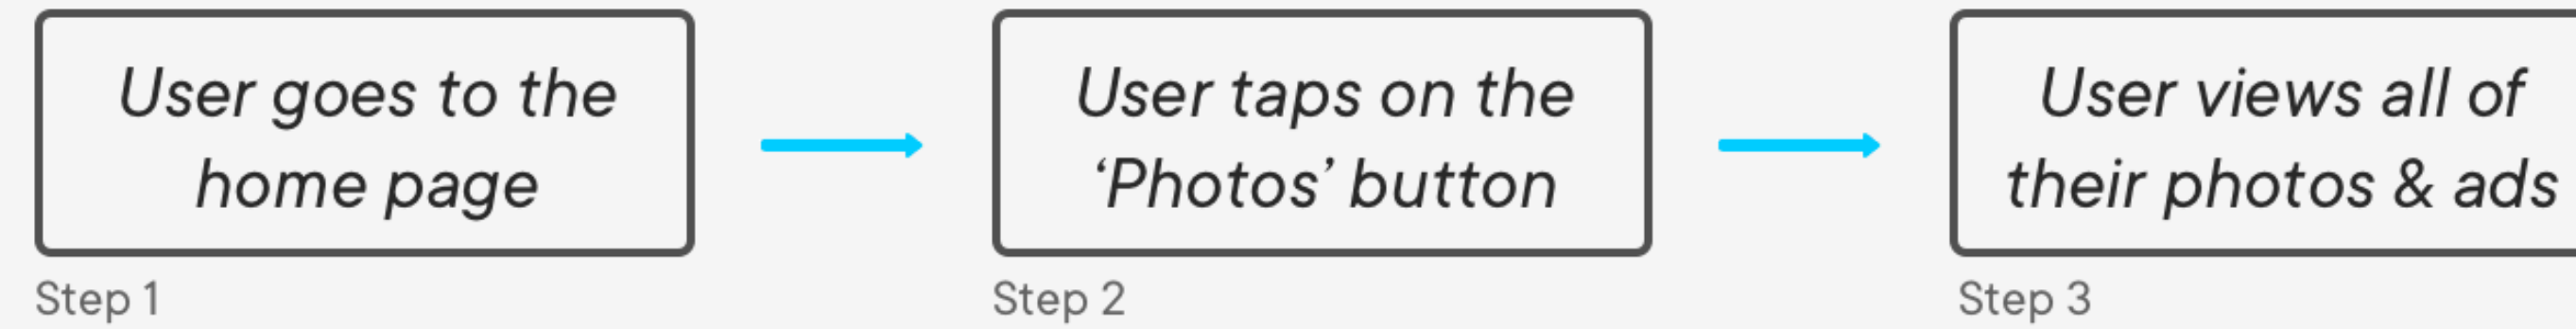 User goes to the
home page
Step 1
User taps on the
‘Photos’ button
Step 2
User views all of
their photos & ads
Step 3